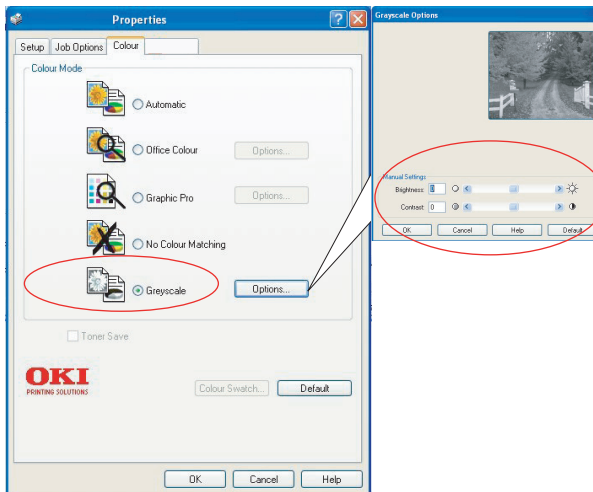 Properties
Setup
Job Options
Colour
Colour Mode
Automatic
Office Colour
Options...
Graphic Pro
Options...
No Colour Matching
Greyscale
Options...
Toner Save
OKI
PRINTING SOLUTIONS
Colour Swatch...
Default
OK
Cancel
Help
Grayscale Options
Manual Settings
Brightness: 0
Contrast: 0
OK
Cancel
Help
Default